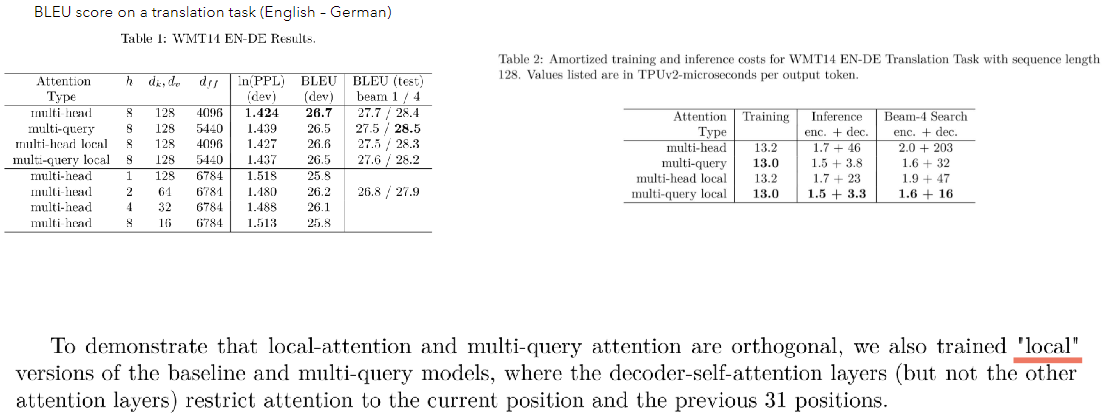 BLEU score on a translation task (English – German)
Table 1: WMT14 EN-DE Results.
Attention h dk, dv dff ln(PPL) BLEU BLEU (test)
Type (dev) (dev) beam 1 / 4
multi-head 8 128 4096 1.424 26.7 27.7 / 28.4
multi-query 8 128 5440 1.439 26.5 27.5 / 28.5
multi-head local 8 128 4096 1.427 26.6 27.5 / 28.3
multi-query local 8 128 5440 1.437 26.5 27.6 / 28.2
multi-head 1 128 6784 1.518 25.8
multi-head 2 64 6784 1.480 26.2 26.8 / 27.9
multi-head 4 32 6784 1.488 26.1
multi-head 8 16 6784 1.513 25.8
Table 2: Amortized training and inference costs for WMT14 EN-DE Translation Task with sequence length
128. Values listed are in TPUv2-microseconds per output token.
Attention Training Inference Beam-4 Search
Type enc. + dec. enc. + dec.
multi-head 13.2 1.7 + 46 2.0 + 203
multi-query 13.0 1.5 + 3.8 1.6 + 32
multi-head local 13.2 1.7 + 23 1.9 + 47
multi-query local 13.0 1.5 + 3.3 1.6 + 16
To demonstrate that local-attention and multi-query attention are orthogonal, we also trained "local"
versions of the baseline and multi-query models, where the decoder-self-attention layers (but not the other
attention layers) restrict attention to the current position and the previous 31 positions.